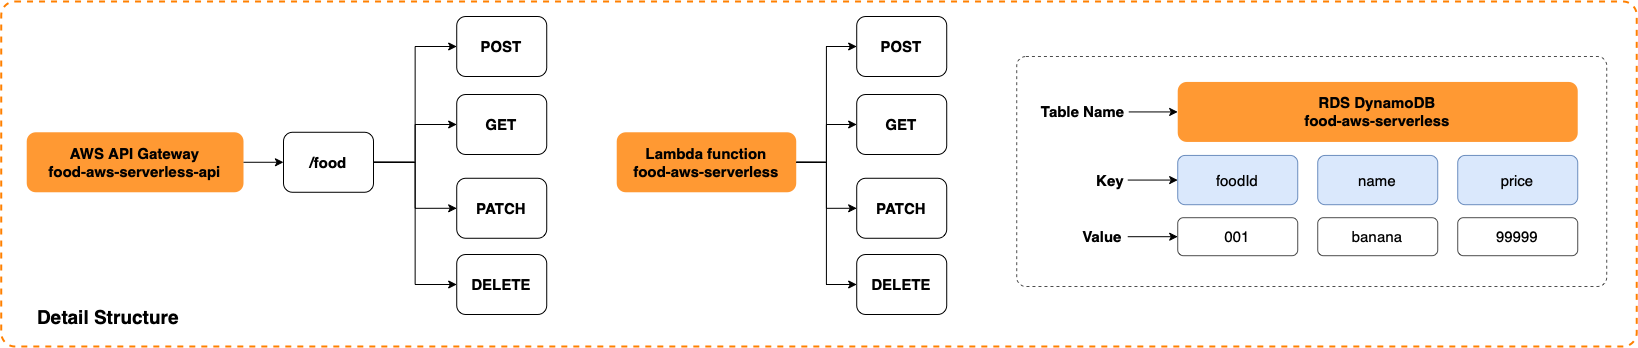 AWS API Gateway
food-aws-serverless-api
/food
POST
GET
PATCH
DELETE
Lambda function
food-aws-serverless
POST
GET
PATCH
DELETE
Table Name
RDS DynamoDB
food-aws-serverless
Key
foodId
name
price
Value
001
banana
99999
Detail Structure